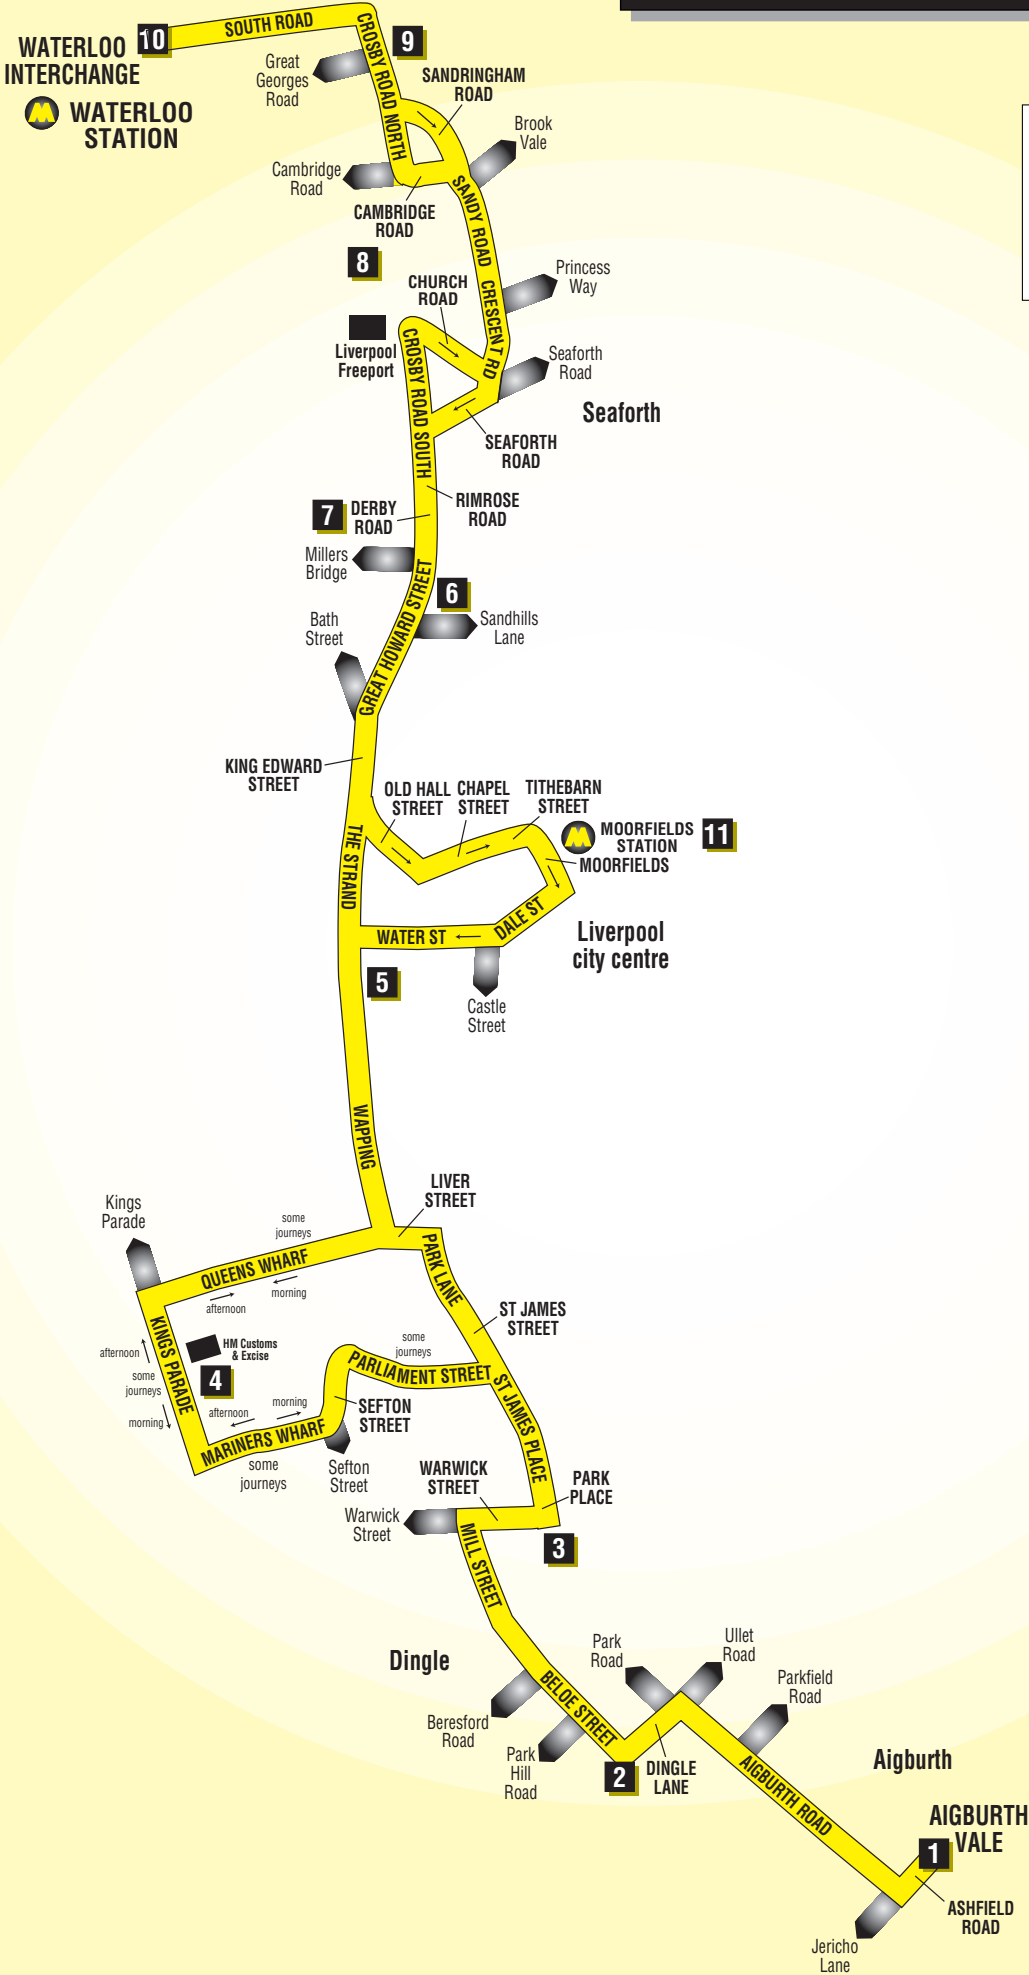 SOUTH ROAD
10
WATERLOO
INTERCHANGE
WATERLOO
STATION
CROSBY ROAD NORTH
9
Great
Georges
Road
SANDRINGHAM
ROAD
Brook
Vale
Cambridge
Road
CAMBRIDGE
ROAD
SANDY ROAD
8
CHURCH
ROAD
CRESCENT RD
Princess
Way
Liverpool
Freeport
CROSBY ROAD SOUTH
Seaforth
Road
Seaforth
SEAFORTH
ROAD
RIMROSE
ROAD
7
DERBY
ROAD
Millers
Bridge
6
GREAT HOWARD STREET
Sandhills
Lane
Bath
Street
KING EDWARD
STREET
OLD HALL
STREET
CHAPEL
STREET
TITHEBARN
STREET
MOORFIELDS
STATION
11
MOORFIELDS
THE STRAND
DALE ST
WATER ST
Liverpool
city centre
5
Castle
Street
WAPPING
LIVER
STREET
Kings
Parade
some
journeys
QUEENS WHARF
morning
afternoon
PARK LANE
ST JAMES
STREET
KINGS PARADE
HM Customs
& Excise
afternoon
some
journeys
morning
4
some
journeys
PARLIAMENT STREET
ST JAMES PLACE
SEFTON
STREET
morning
afternoon
MARINERS WHARF
some
journeys
Sefton
Street
WARWICK
STREET
PARK
PLACE
Warwick
Street
3
MILL STREET
Dingle
Park
Road
Ullet
Road
Parkfield
Road
BELOE STREET
Beresford
Road
Park
Hill
Road
2
DINGLE
LANE
AIGBURTH ROAD
Aigburth
AIGBURTH
VALE
1
ASHFIELD
ROAD
Jericho
Lane